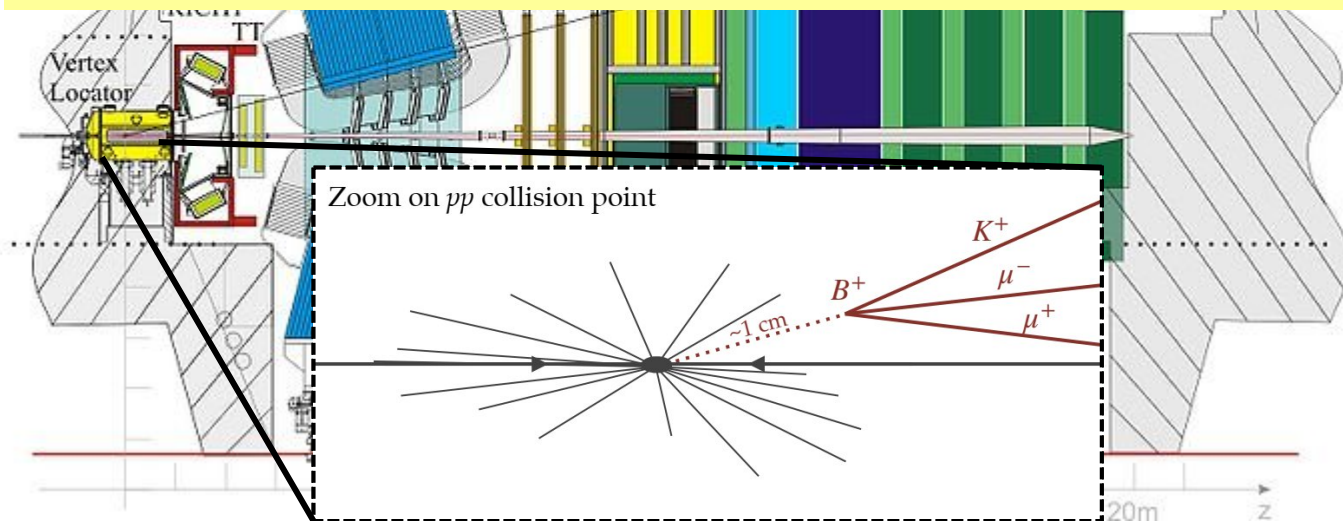 TT
Vertex
Locator
Zoom on pp collision point
K⁺
B⁺
μ⁻
μ⁺
~1 cm
20m
z